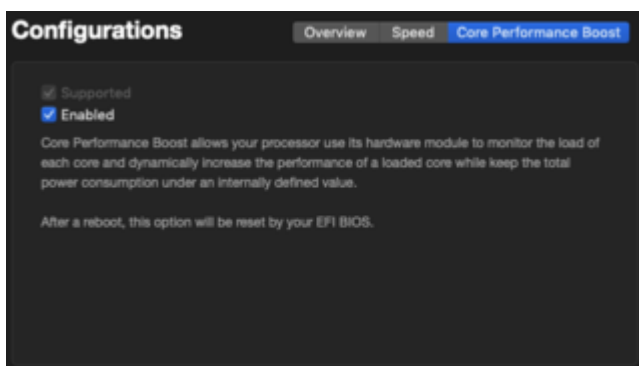 Configurations
Overview Speed Core Performance Boost
Supported
Enabled
Core Performance Boost allows your processor use its hardware module to monitor the load of
each core and dynamically increase the performance of a loaded core while keep the total
power consumption under an internally defined value.
After a reboot, this option will be reset by your EFI BIOS.